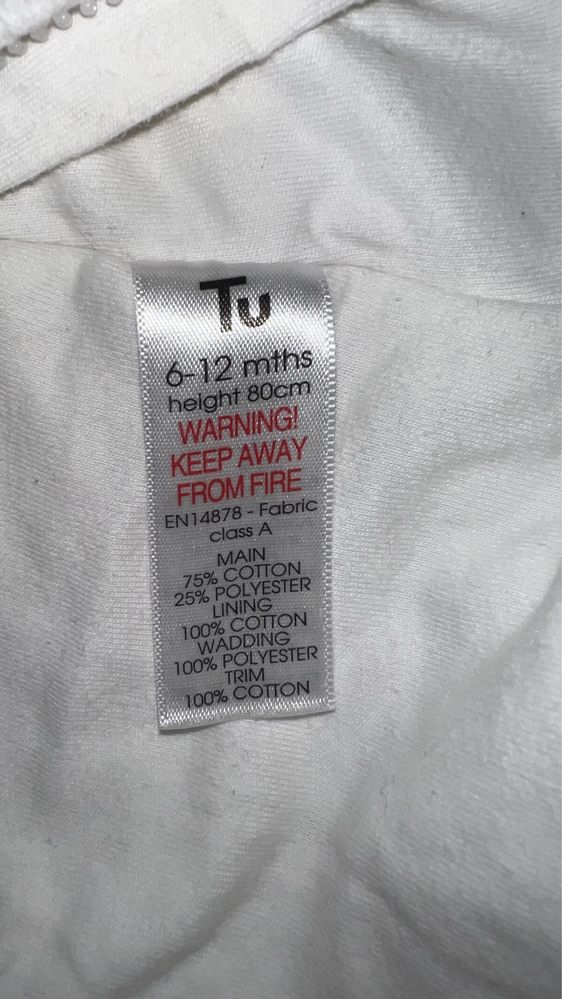 Tu
6-12 mths
height 80cm
WARNING!
KEEP AWAY
FROM FIRE
EN14878 - Fabric
class A
MAIN
75% COTTON
25% POLYESTER
LINING
100% COTTON
WADDING
100% POLYESTER
TRIM
100% COTTON